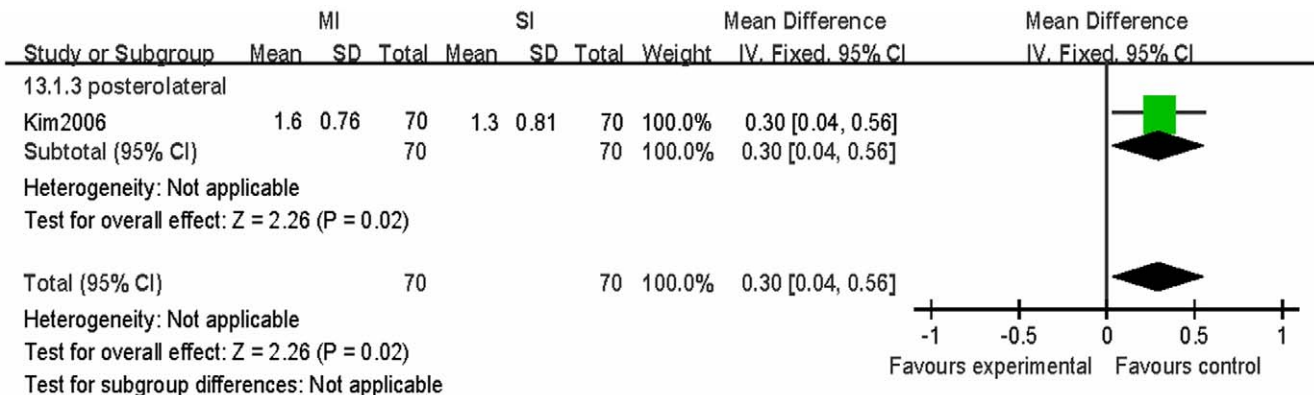 MI SI Mean Difference Mean Difference
Study or Subgroup Mean SD Total Mean SD Total Weight IV. Fixed. 95% CI IV. Fixed. 95% CI
13.1.3 posterolateral
Kim2006 1.6 0.76 70 1.3 0.81 70 100.0% 0.30 [0.04, 0.56]
Subtotal (95% CI) 70 70 100.0% 0.30 [0.04, 0.56]
Heterogeneity: Not applicable
Test for overall effect: Z = 2.26 (P = 0.02)
Total (95% CI) 70 70 100.0% 0.30 [0.04, 0.56]
Heterogeneity: Not applicable
Test for overall effect: Z = 2.26 (P = 0.02)
Test for subgroup differences: Not applicable
-1 -0.5 0 0.5 1
Favours experimental Favours control